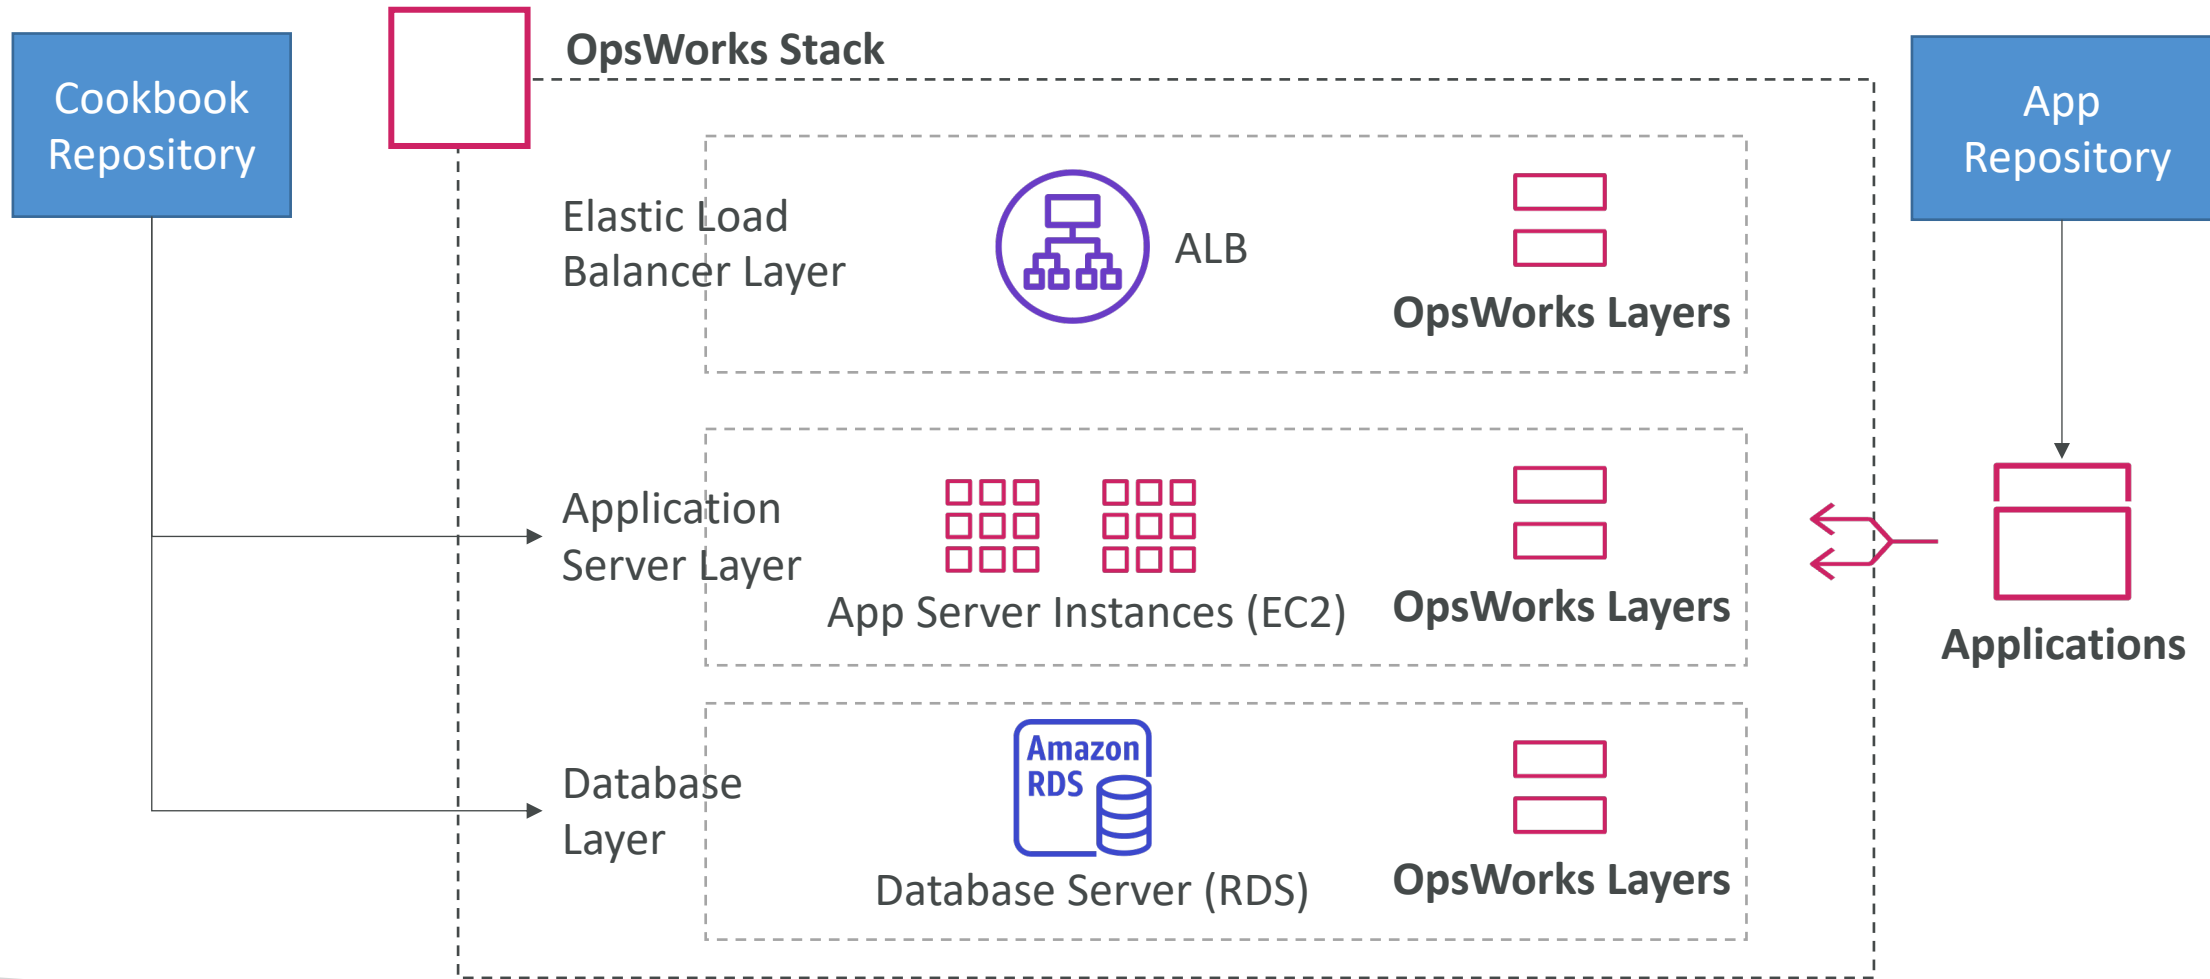 OpsWorks Stack
Cookbook
Repository
App
Repository
Elastic Load
Balancer Layer
ALB
OpsWorks Layers
Application
Server Layer
App Server Instances (EC2)
OpsWorks Layers
Applications
Database
Layer
Amazon
RDS
Database Server (RDS)
OpsWorks Layers